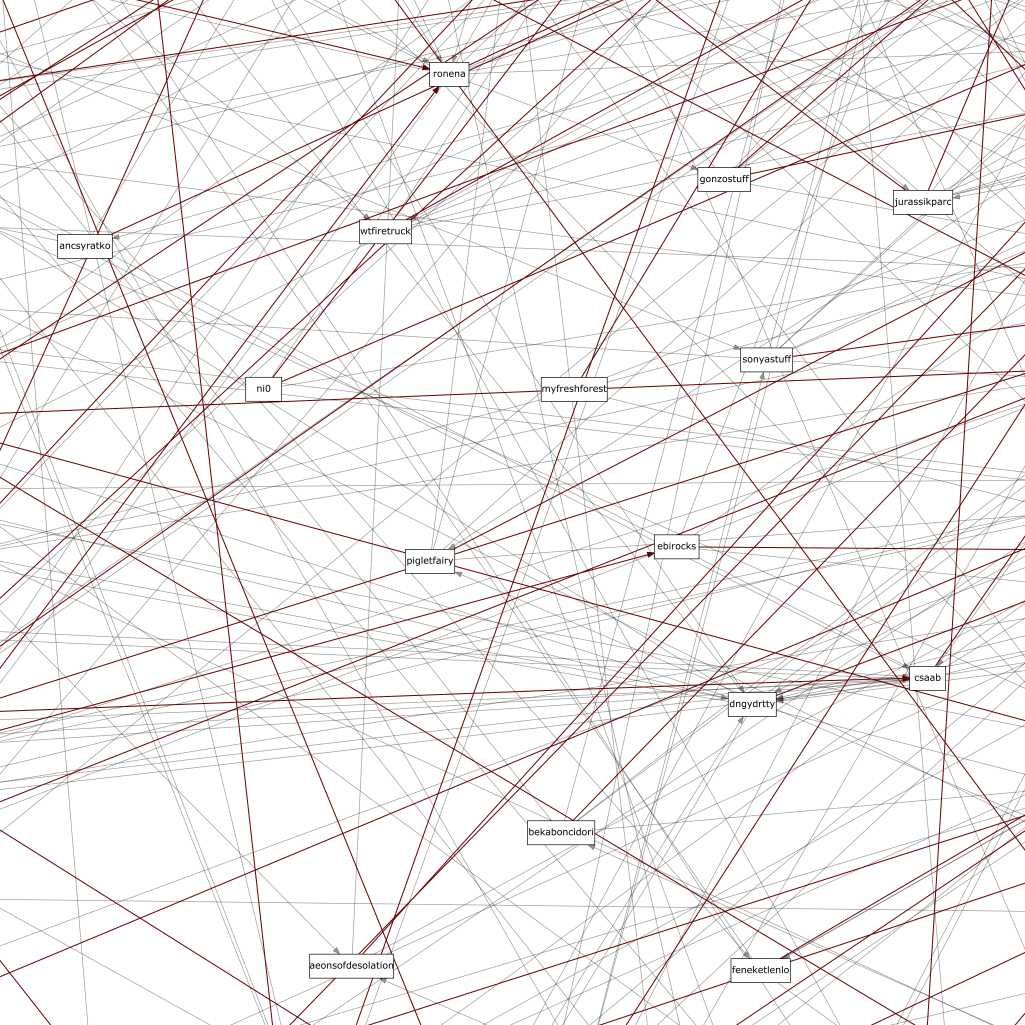 ronena
gonzostuff
jurassikparc
wtfiretruck
ancsyratko
sonyastuff
ni0
myfreshforest
ebirocks
pigletfairy
csaab
dngydrtty
bekaboncidori
aeonsofdesolation
feneketlenlo